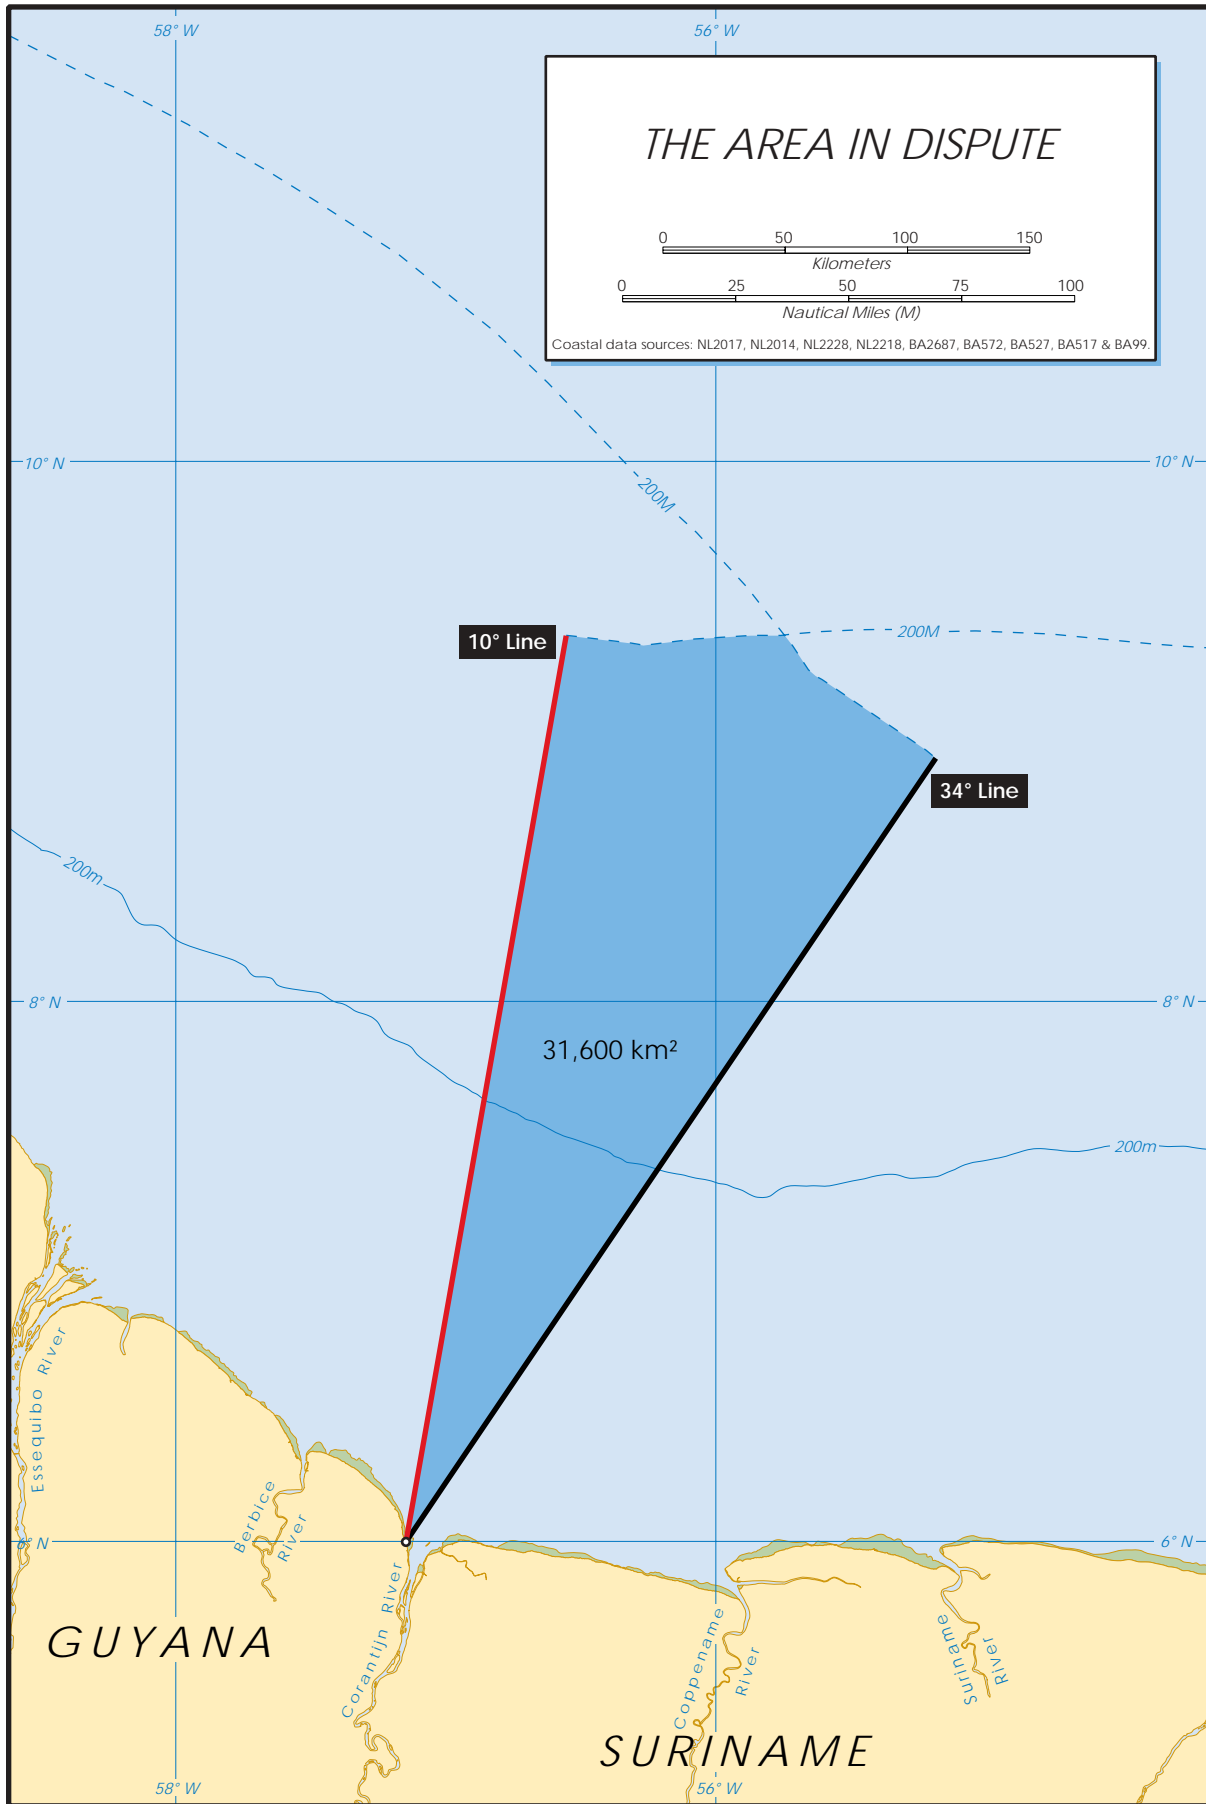 58° W
56° W
THE AREA IN DISPUTE
0 50 100 150
Kilometers
0 25 50 75 100
Nautical Miles (M)
Coastal data sources: NL2017, NL2014, NL2228, NL2218, BA2687, BA572, BA527, BA517 & BA99.
10° N
10° N
200M
10° Line
200M
34° Line
200m
8° N
8° N
31,600 km²
200m
Essequibo River
Berbice River
6° N
6° N
Corantijn River
GUYANA
Coppename River
Suriname River
SURINAME
58° W
56° W